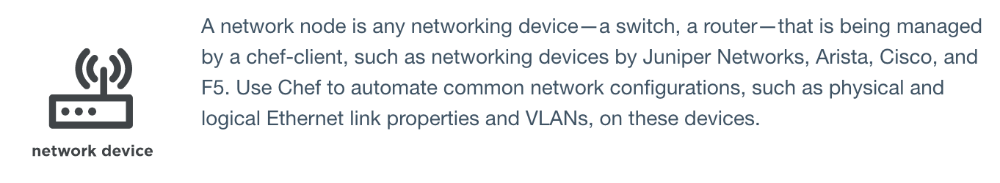 A network node is any networking device—a switch, a router—that is being managed
by a chef-client, such as networking devices by Juniper Networks, Arista, Cisco, and
F5. Use Chef to automate common network configurations, such as physical and
logical Ethernet link properties and VLANs, on these devices.
network device